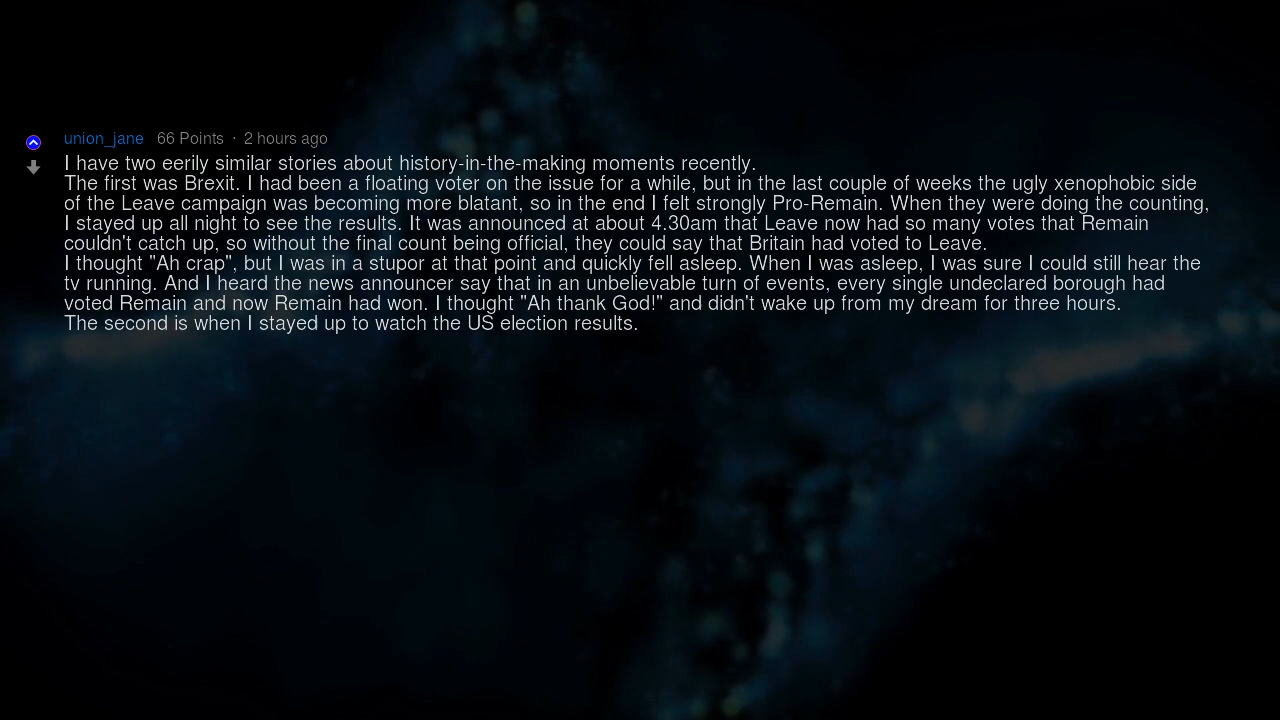 union_jane 66 Points · 2 hours ago
I have two eerily similar stories about history-in-the-making moments recently.
The first was Brexit. I had been a floating voter on the issue for a while, but in the last couple of weeks the ugly xenophobic side
of the Leave campaign was becoming more blatant, so in the end I felt strongly Pro-Remain. When they were doing the counting,
I stayed up all night to see the results. It was announced at about 4.30am that Leave now had so many votes that Remain
couldn't catch up, so without the final count being official, they could say that Britain had voted to Leave.
I thought "Ah crap", but I was in a stupor at that point and quickly fell asleep. When I was asleep, I was sure I could still hear the
tv running. And I heard the news announcer say that in an unbelievable turn of events, every single undeclared borough had
voted Remain and now Remain had won. I thought "Ah thank God!" and didn't wake up from my dream for three hours.
The second is when I stayed up to watch the US election results.